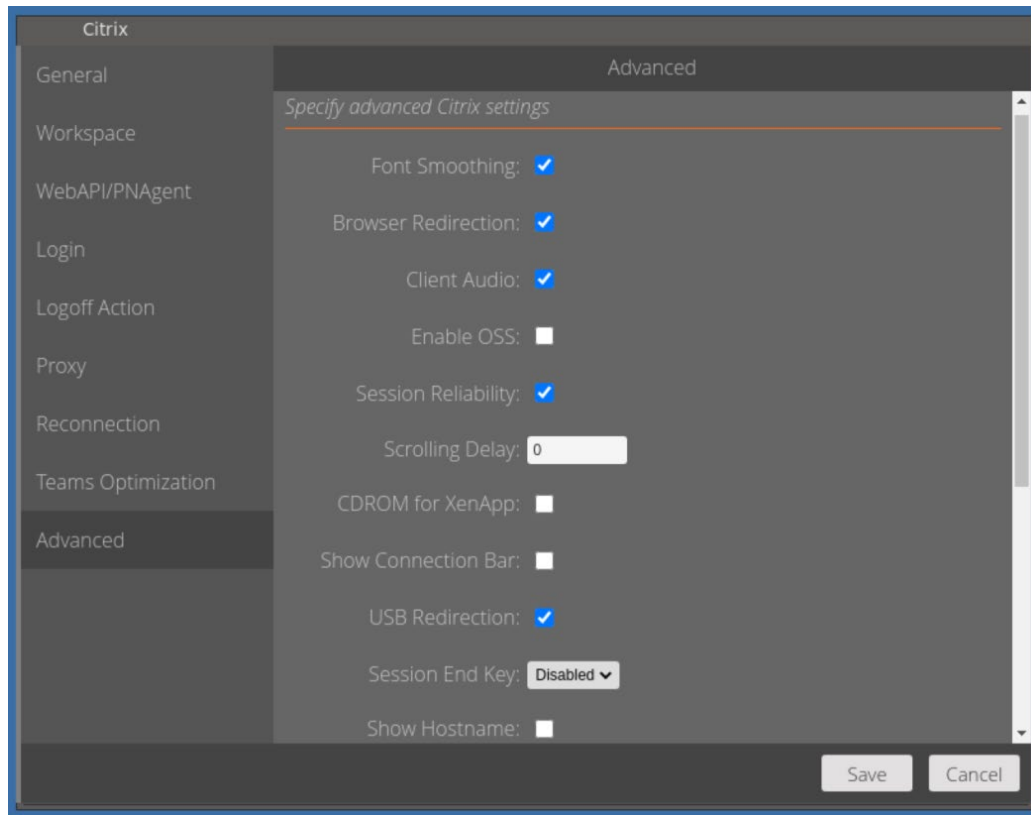 Citrix
General
Workspace
WebAPI/PNAgent
Login
Logoff Action
Proxy
Reconnection
Teams Optimization
Advanced
Advanced
Specify advanced Citrix settings
Font Smoothing:
Browser Redirection:
Client Audio:
Enable OSS:
Session Reliability:
Scrolling Delay: 0
CDROM for XenApp:
Show Connection Bar:
USB Redirection:
Session End Key: Disabled
Show Hostname:
Save Cancel